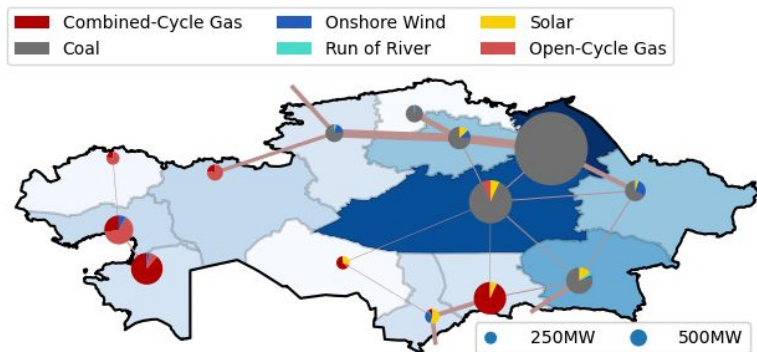 Combined-Cycle Gas Onshore Wind Solar
Coal Run of River Open-Cycle Gas
250MW 500MW